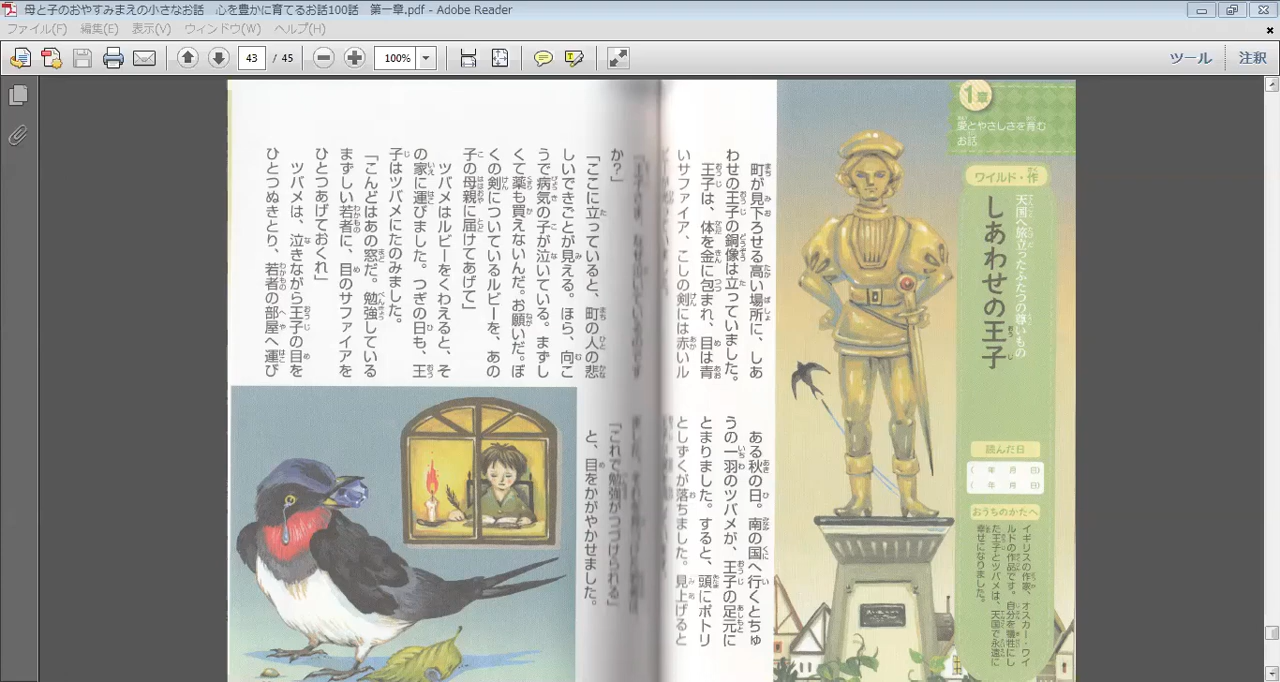 母と子のおやすみまえの小さなお話　心を豊かに育てるお話100話　第一章.pdf - Adobe Reader
ファイル(F)　編集(E)　表示(V)　ウィンドウ(W)　ヘルプ(H)
43 / 45
100%
ツール
注釈
1章
愛とやさしさを育む
お話
ワイルド・作
天国へ旅立ったふたつの尊いもの
しあわせの王子
読んだ日
(　年　月　日)
(　年　月　日)
おうちのかたへ
イギリスの作家、オスカー・ワイ
ルドの作品です。自分を犠牲にし
た王子とツバメは、天国で永遠に
幸せになりました。
町が見下ろせる高い場所に、しあ
わせの王子の銅像は立っていました。
王子は、体を金に包まれ、目は青
いサファイア、こしの剣には赤いル
ある秋の日。南の国へ行くとちゅ
うの一羽のツバメが、王子の足元に
とまりました。すると、頭にポトリ
としずくが落ちました。見上げると
か？」
「ここに立っていると、町の人の悲
しいできごとが見える。ほら、向こ
うで病気の子が泣いている。まずし
くて薬も買えないんだ。お願いだ。ぼ
くの剣についているルビーを、あの
子の母親に届けてあげて」
ツバメはルビーをくわえると、そ
の家に運びました。つぎの日も、王
子はツバメにたのみました。
「こんどはあの窓だ。勉強している
まずしい若者に、目のサファイアを
ひとつあげておくれ」
ツバメは、泣きながら王子の目を
ひとつぬきとり、若者の部屋へ運び
「これで勉強がつづけられる」
と、目をかがやかせました。